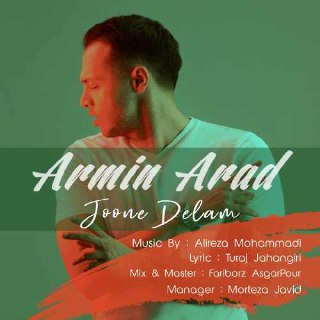 Armin Arad
Joone Delam
Music By : Alireza Mohammadi
Lyric : Turaj Jahangiri
Mix & Master : Fariborz AsgarPour
Manager : Morteza Javid